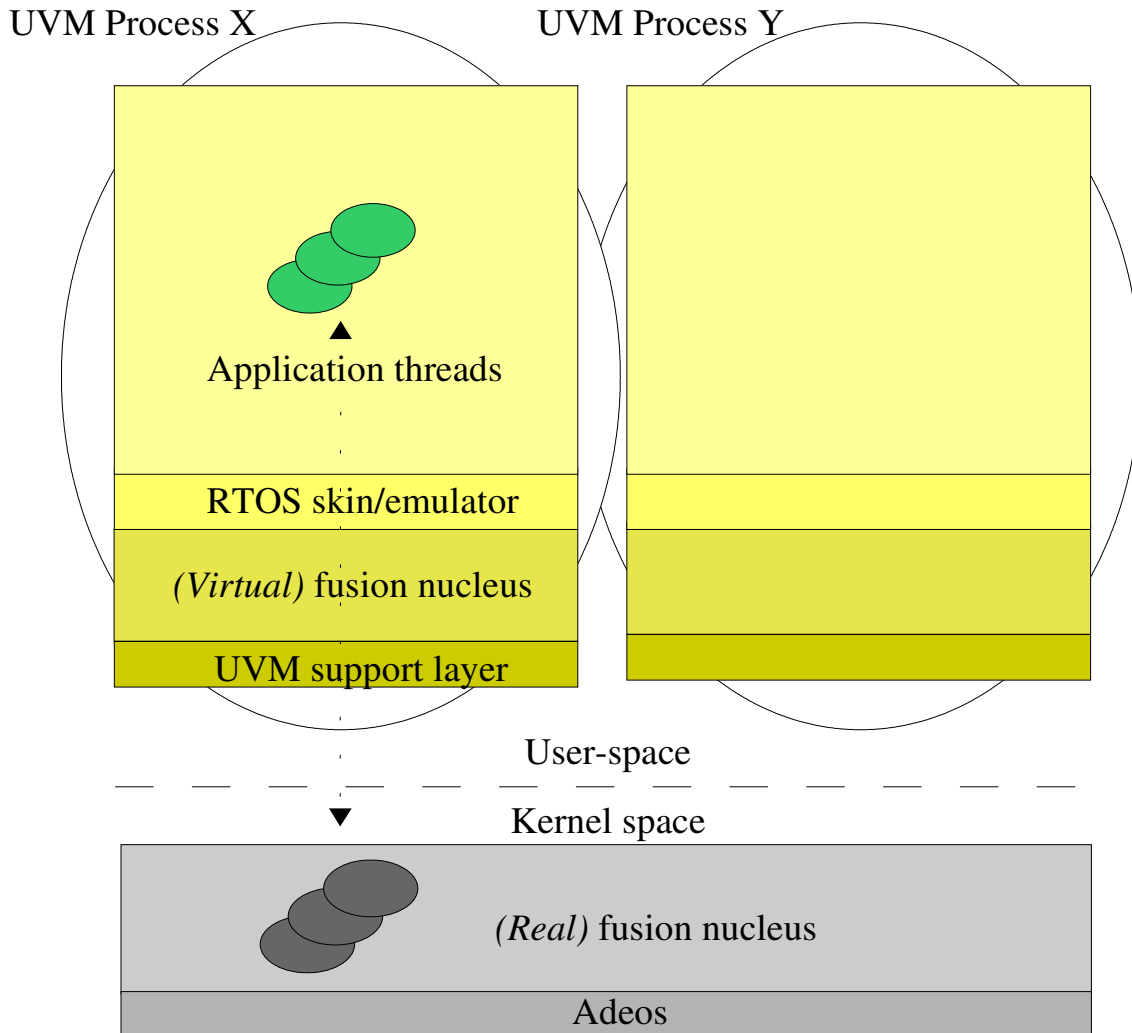 UVM Process X
UVM Process Y
Application threads
RTOS skin/emulator
(Virtual) fusion nucleus
UVM support layer
User-space
Kernel space
(Real) fusion nucleus
Adeos